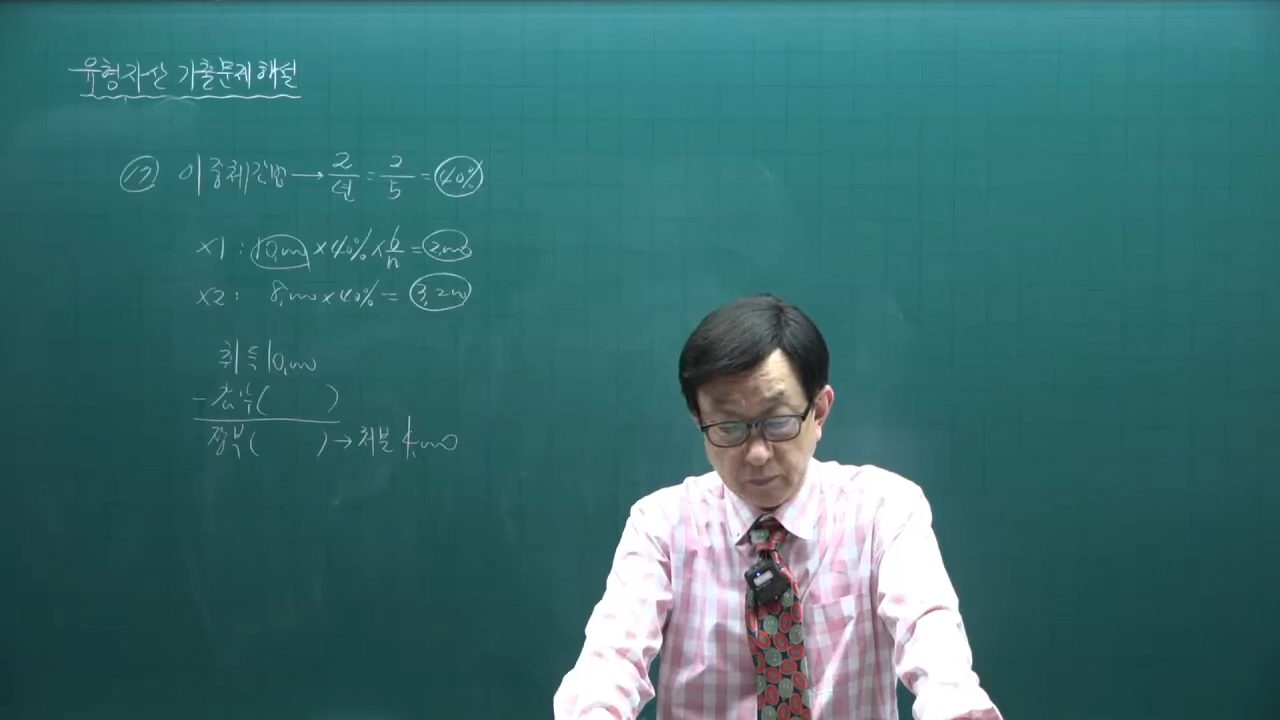 유형자산 기출문제해설
⑰ 이중체감법 → 2/년 = 2/5 = 40%
X1 : 10,000 × 40% × 6/12 = 2,000
X2 : 8,000 × 40% = 3,200
취득 10,000
- 감누 (      )
장부 (      ) → 처분 4,000